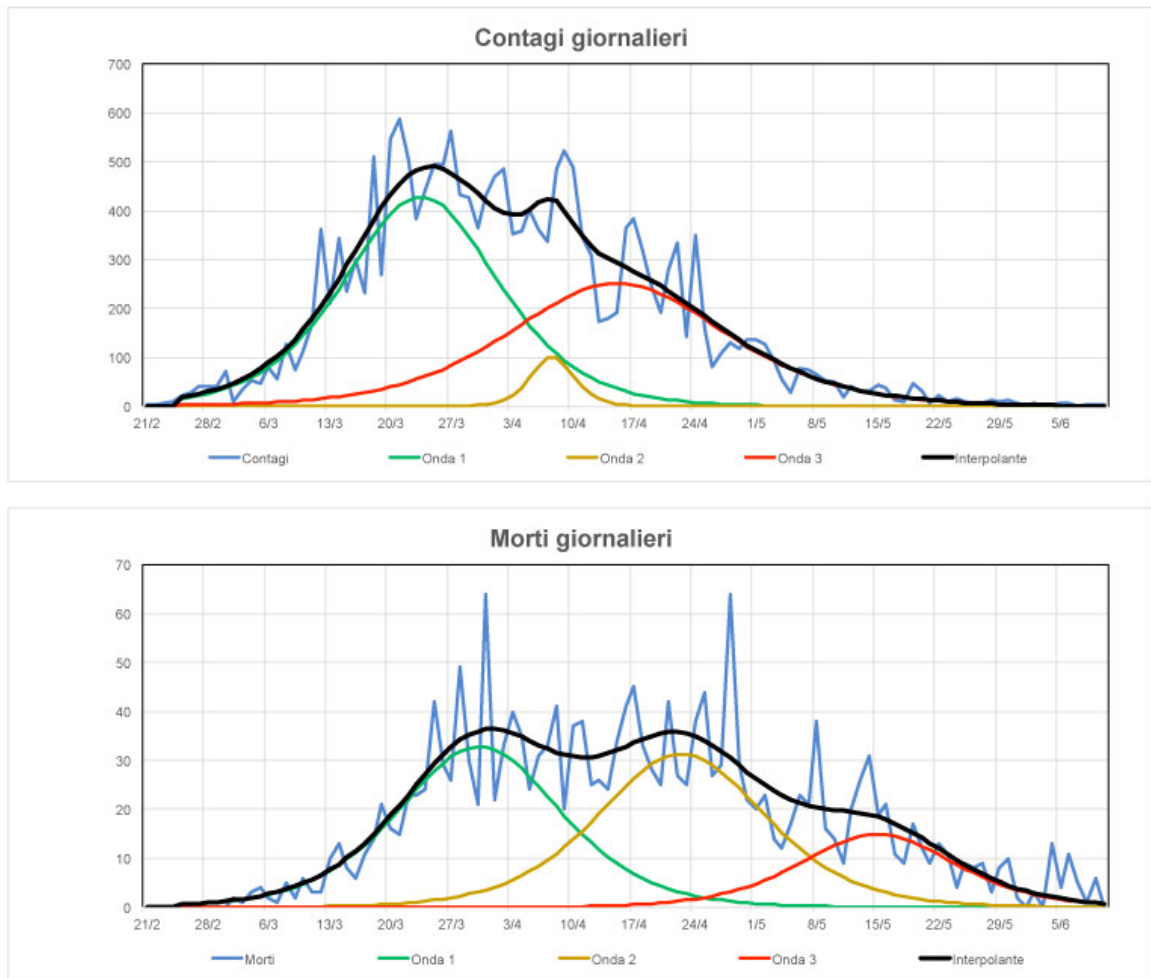 Contagi giornalieri
700
600
500
400
300
200
100
0
21/2 28/2 6/3 13/3 20/3 27/3 3/4 10/4 17/4 24/4 1/5 8/5 15/5 22/5 29/5 5/6
Contagi Onda 1 Onda 2 Onda 3 Interpolante
Morti giornalieri
70
60
50
40
30
20
10
0
21/2 28/2 6/3 13/3 20/3 27/3 3/4 10/4 17/4 24/4 1/5 8/5 15/5 22/5 29/5 5/6
Morti Onda 1 Onda 2 Onda 3 Interpolante